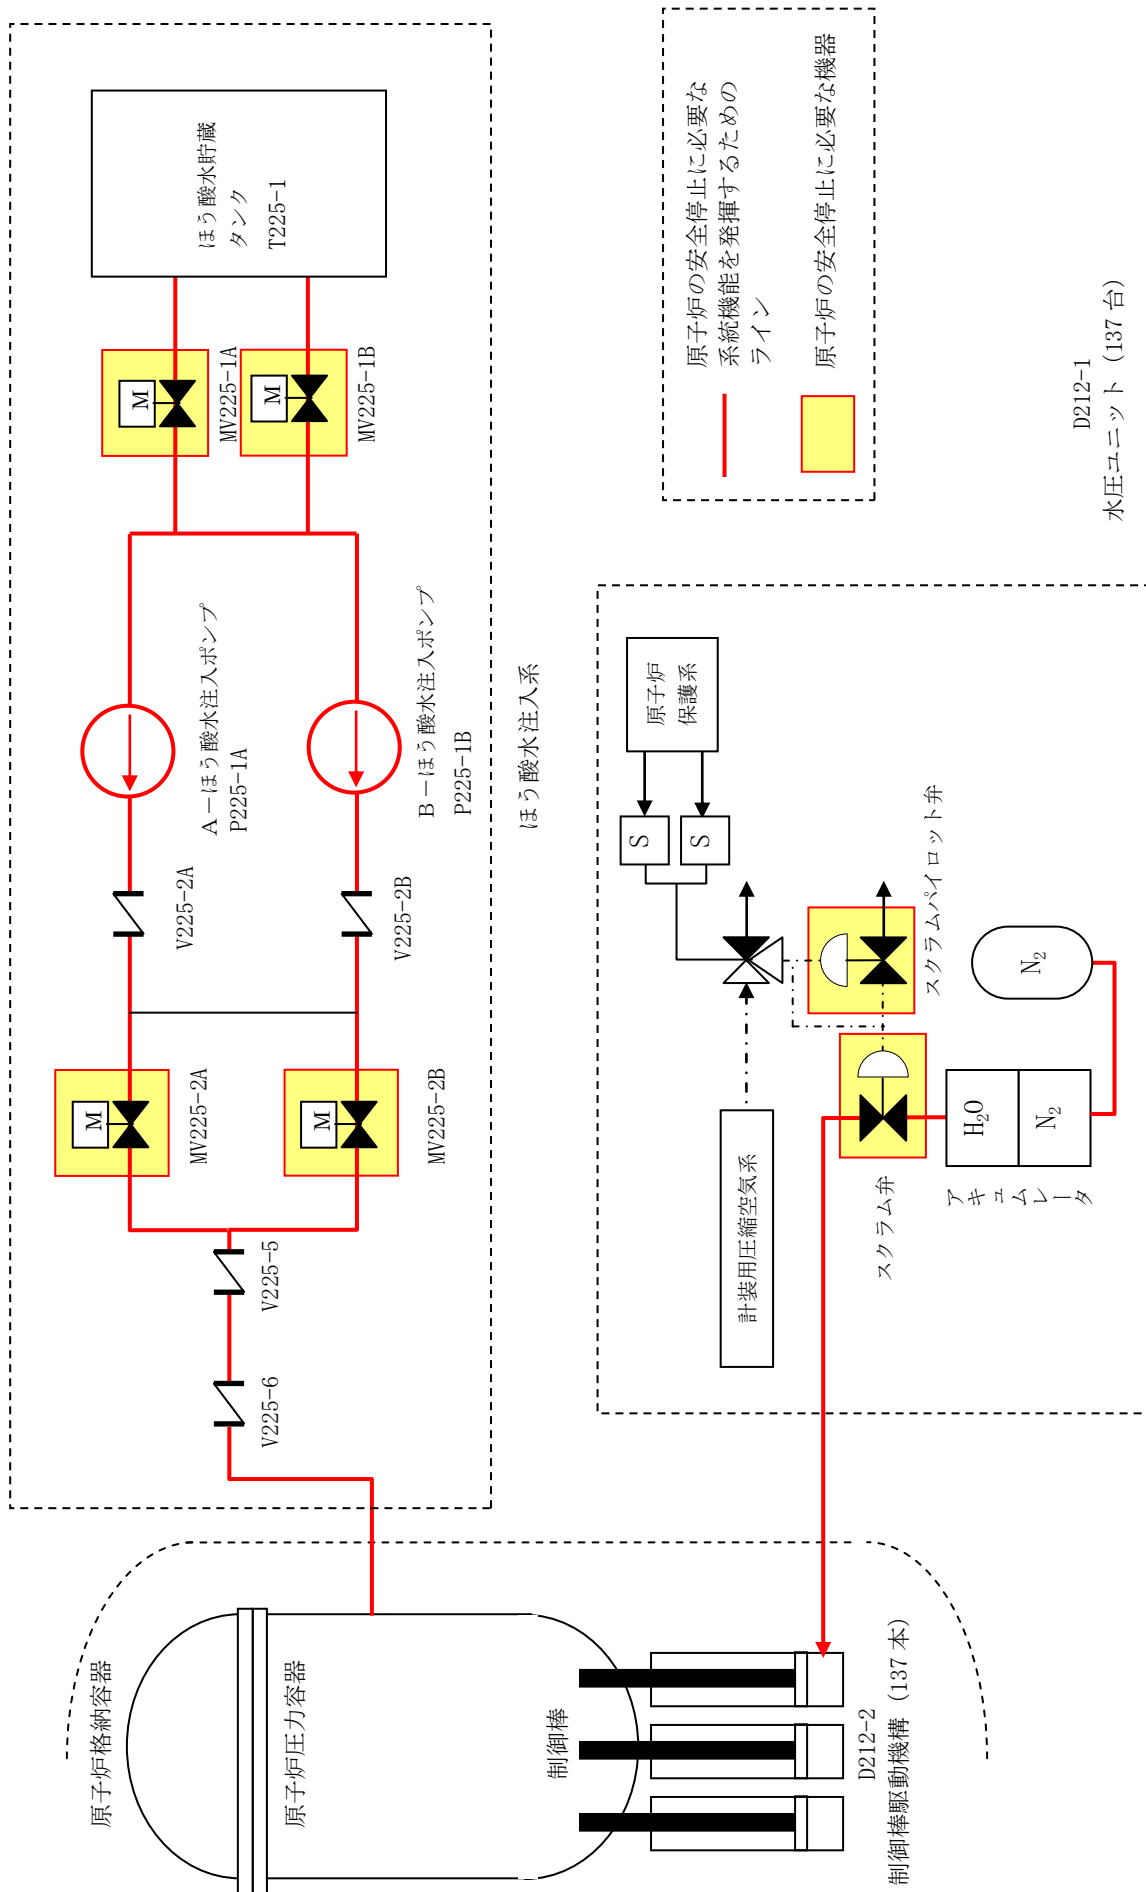 原子炉格納容器
原子炉圧力容器
制御棒
D212-2
制御棒駆動機構（137 本）
V225-6
V225-5
M
MV225-2A
M
MV225-2B
V225-2A
V225-2B
A－ほう酸水注入ポンプ
P225-1A
B－ほう酸水注入ポンプ
P225-1B
M
MV225-1A
M
MV225-1B
ほう酸水貯蔵
タンク
T225-1
ほう酸水注入系
計装用圧縮空気系
原子炉
保護系
S
S
スクラムパイロット弁
スクラム弁
H₂O
N₂
アキュムレータ
N₂
D212-1
水圧ユニット（137 台）
原子炉の安全停止に必要な
系統機能を発揮するための
ライン
原子炉の安全停止に必要な機器